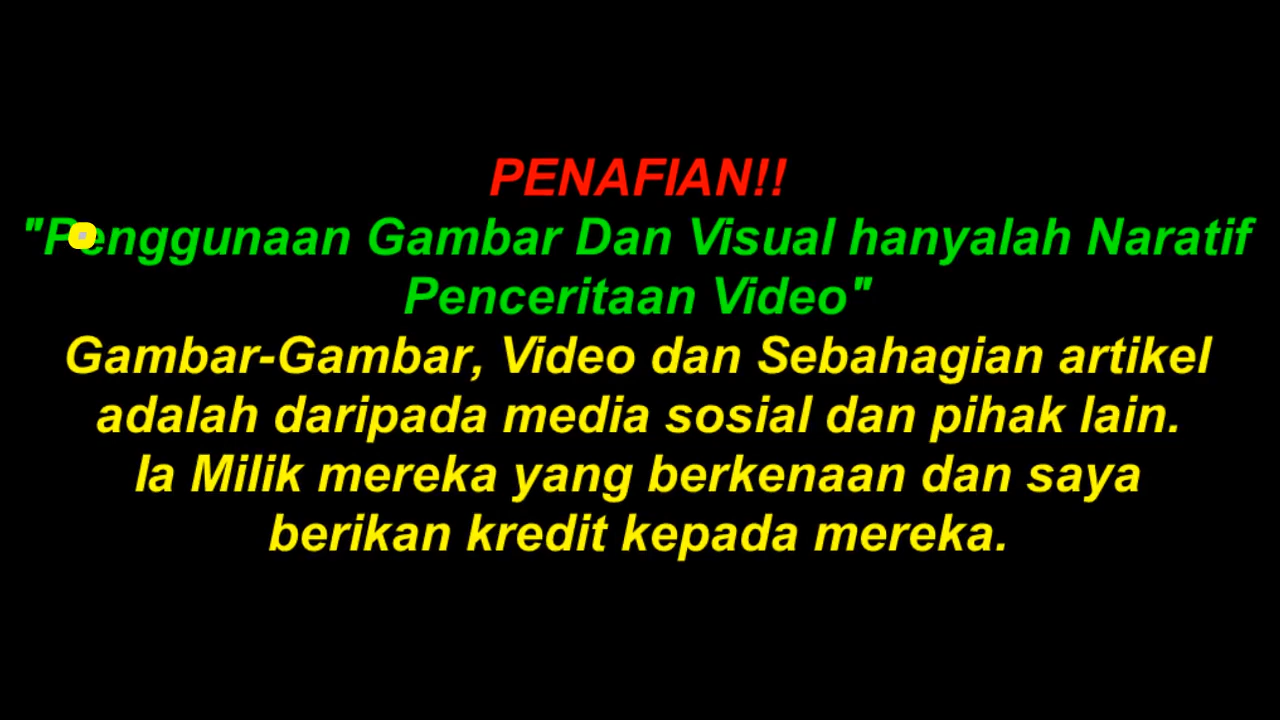 PENAFIAN!!
"Penggunaan Gambar Dan Visual hanyalah Naratif
Penceritaan Video"
Gambar-Gambar, Video dan Sebahagian artikel
adalah daripada media sosial dan pihak lain.
Ia Milik mereka yang berkenaan dan saya
berikan kredit kepada mereka.